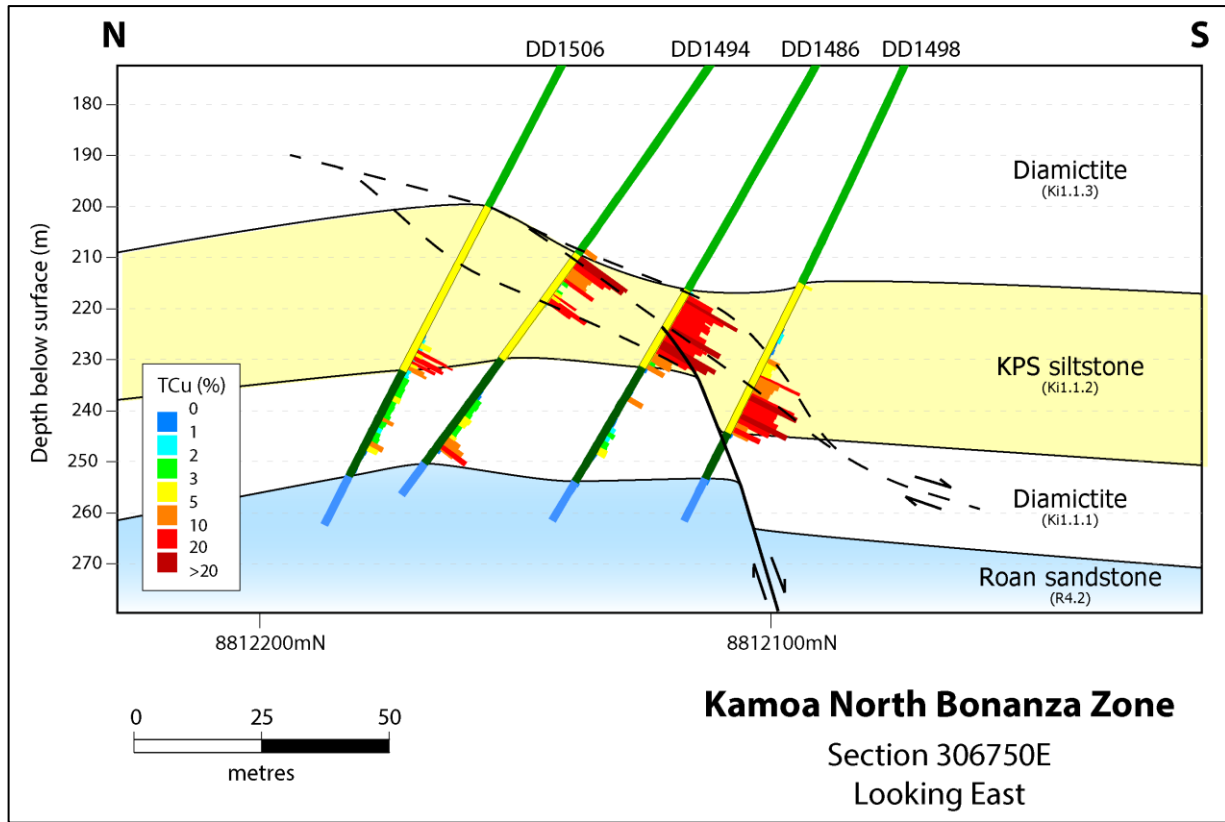 N
S
DD1506
DD1494
DD1486
DD1498
Depth below surface (m)
180
190
200
210
220
230
240
250
260
270
Diamictite
(Ki1.1.3)
KPS siltstone
(Ki1.1.2)
Diamictite
(Ki1.1.1)
Roan sandstone
(R4.2)
TCu (%)
0
1
2
3
5
10
20
>20
8812200mN
8812100mN
0
25
50
metres
Kamoa North Bonanza Zone
Section 306750E
Looking East